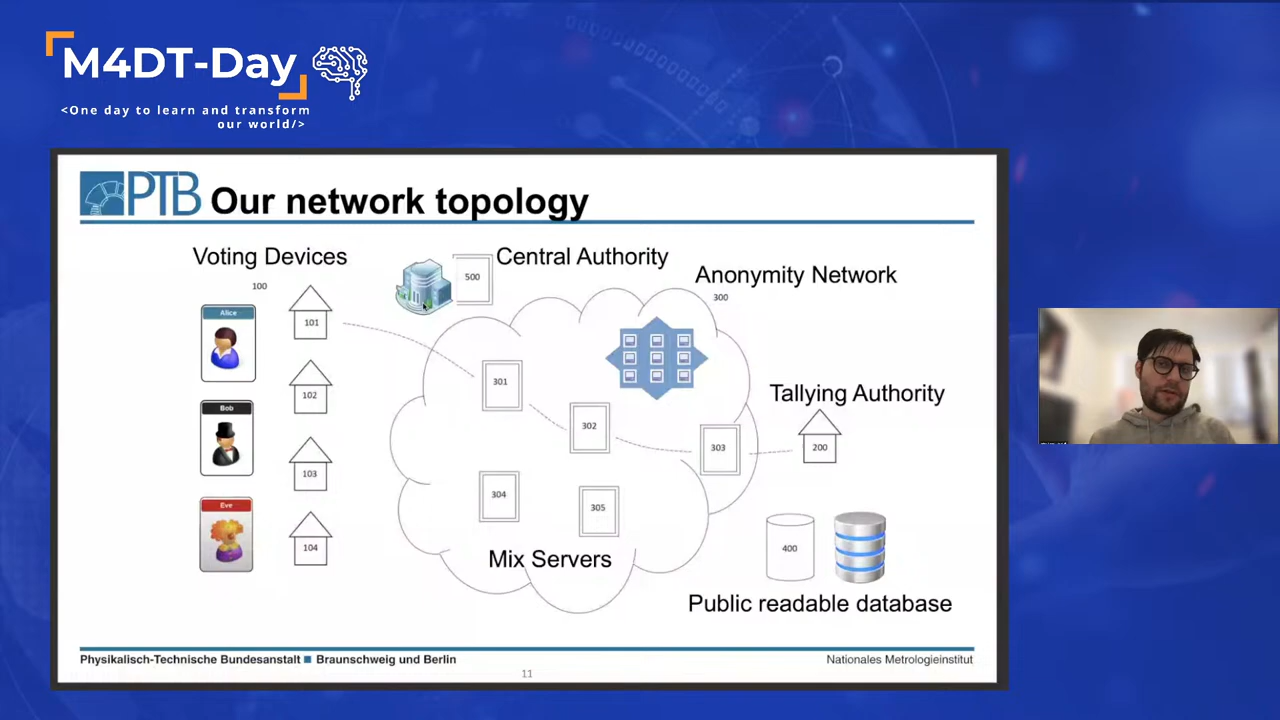 M4DT-Day
<One day to learn and transform
our world/>
PTB Our network topology
Voting Devices
100
Central Authority
500
Anonymity Network
300
Alice
101
301
102
Tallying Authority
Bob
302
303
200
103
304
305
Eve
104
Mix Servers
400
Public readable database
Physikalisch-Technische Bundesanstalt ■ Braunschweig und Berlin
Nationales Metrologieinstitut
11